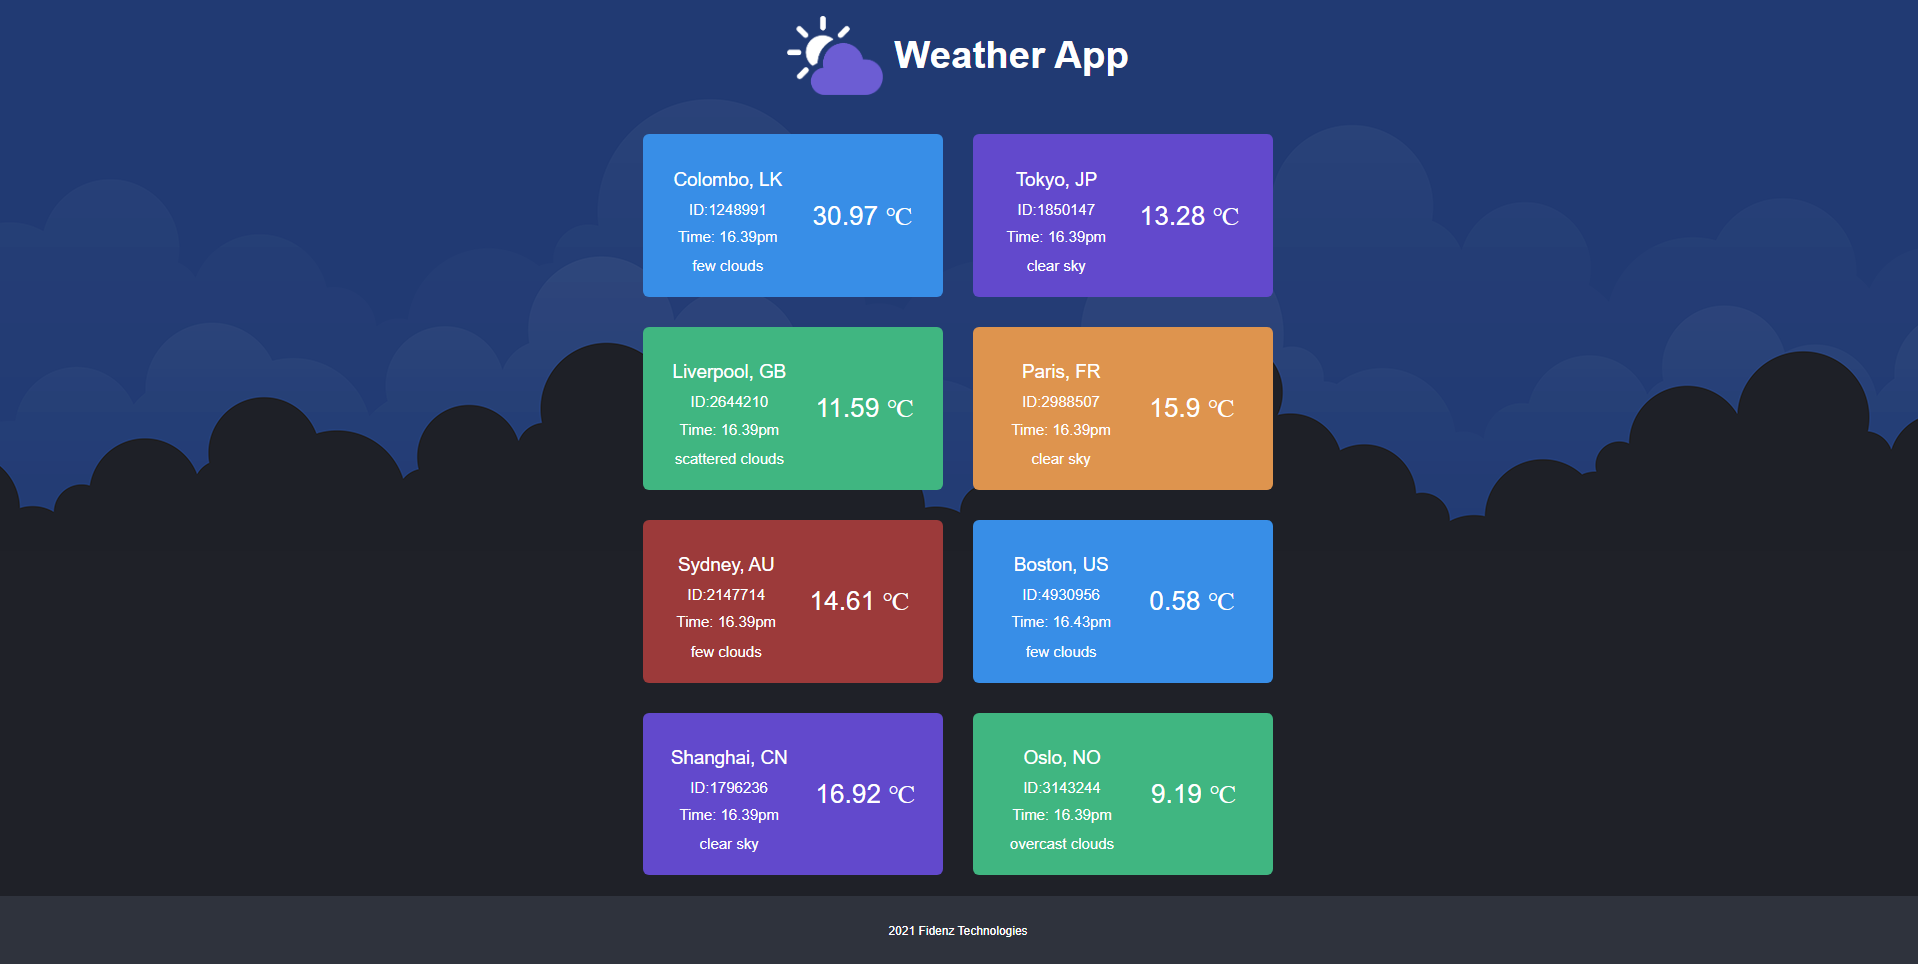 Weather App
Colombo, LK
ID:1248991
Time: 16.39pm
few clouds
30.97 °C
Tokyo, JP
ID:1850147
Time: 16.39pm
clear sky
13.28 °C
Liverpool, GB
ID:2644210
Time: 16.39pm
scattered clouds
11.59 °C
Paris, FR
ID:2988507
Time: 16.39pm
clear sky
15.9 °C
Sydney, AU
ID:2147714
Time: 16.39pm
few clouds
14.61 °C
Boston, US
ID:4930956
Time: 16.43pm
few clouds
0.58 °C
Shanghai, CN
ID:1796236
Time: 16.39pm
clear sky
16.92 °C
Oslo, NO
ID:3143244
Time: 16.39pm
overcast clouds
9.19 °C
2021 Fidenz Technologies